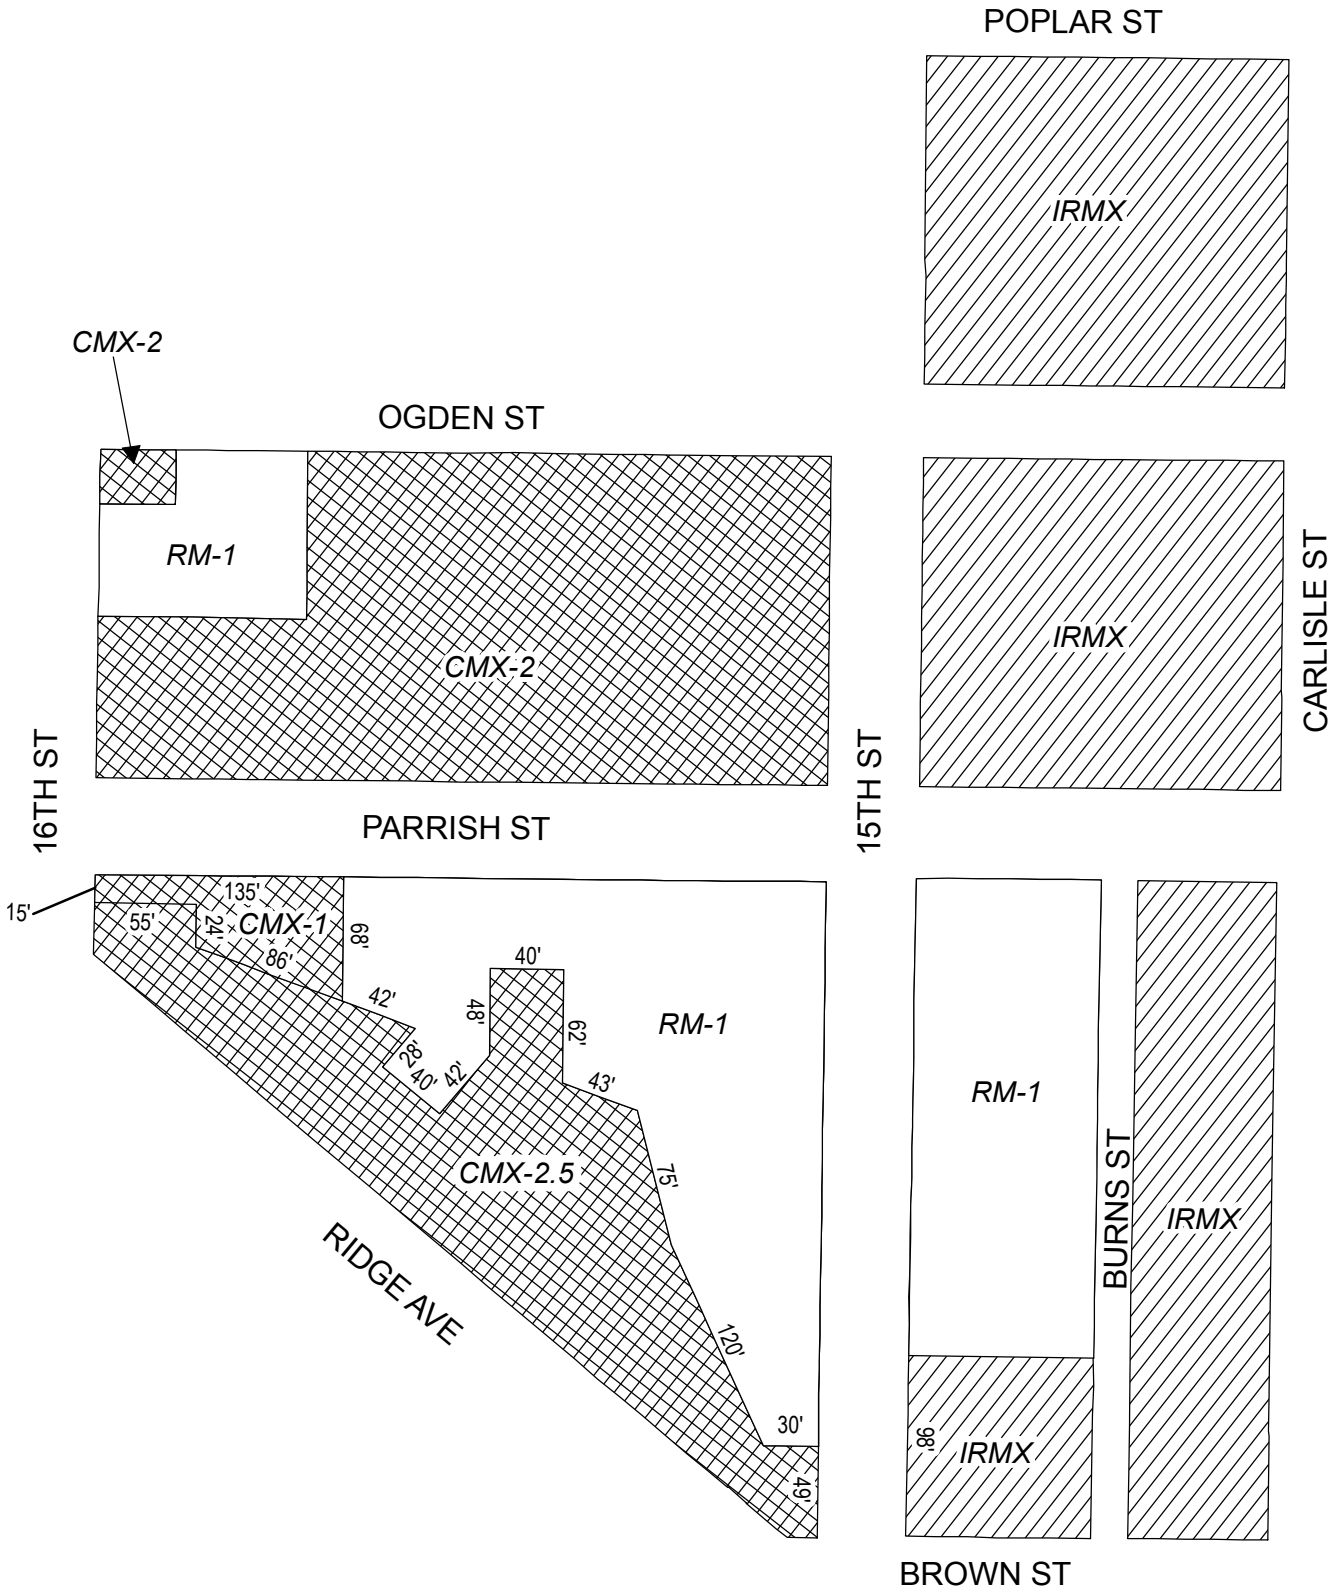 POPLAR ST
IRMX
CMX-2
OGDEN ST
RM-1
CMX-2
IRMX
CARLISLE ST
16TH ST
15TH ST
PARRISH ST
15'
135'
55'
24'
CMX-1
86'
68'
42'
40'
48'
62'
28'
40'
42'
43'
RM-1
75'
CMX-2.5
120'
RIDGE AVE
30'
49'
RM-1
BURNS ST
IRMX
98'
IRMX
BROWN ST